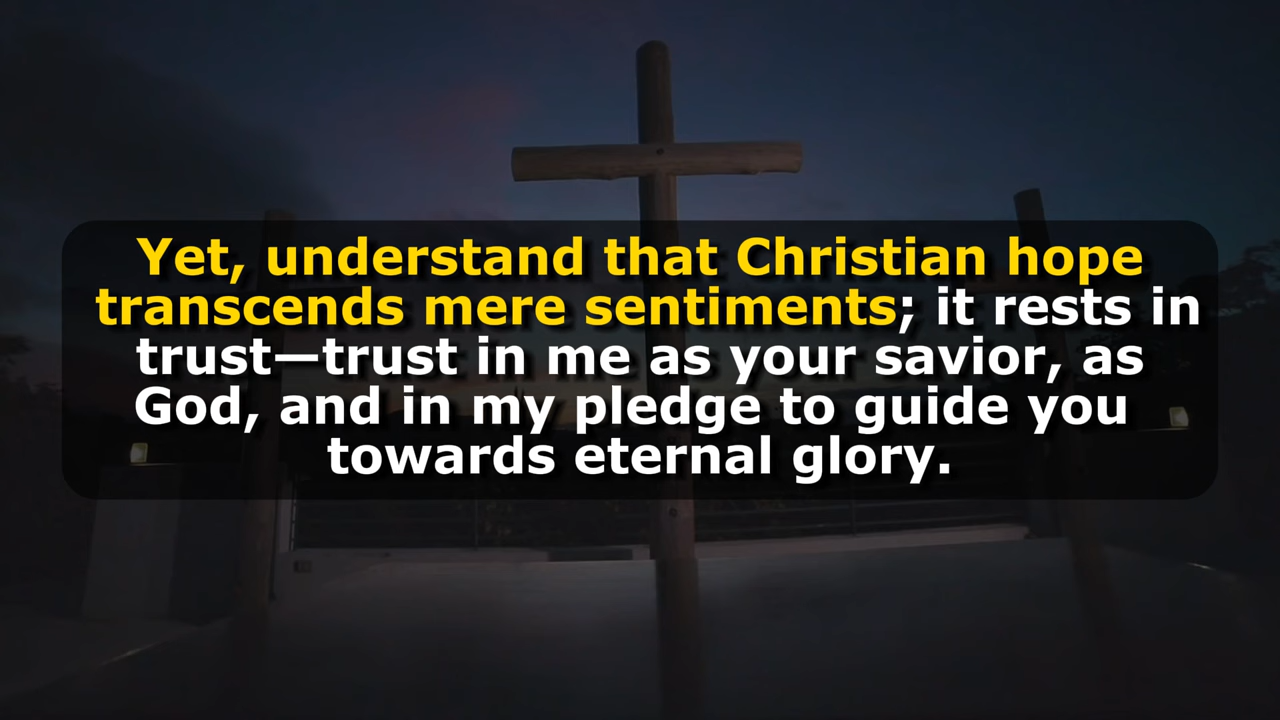 Yet, understand that Christian hope
transcends mere sentiments; it rests in
trust—trust in me as your savior, as
God, and in my pledge to guide you
towards eternal glory.